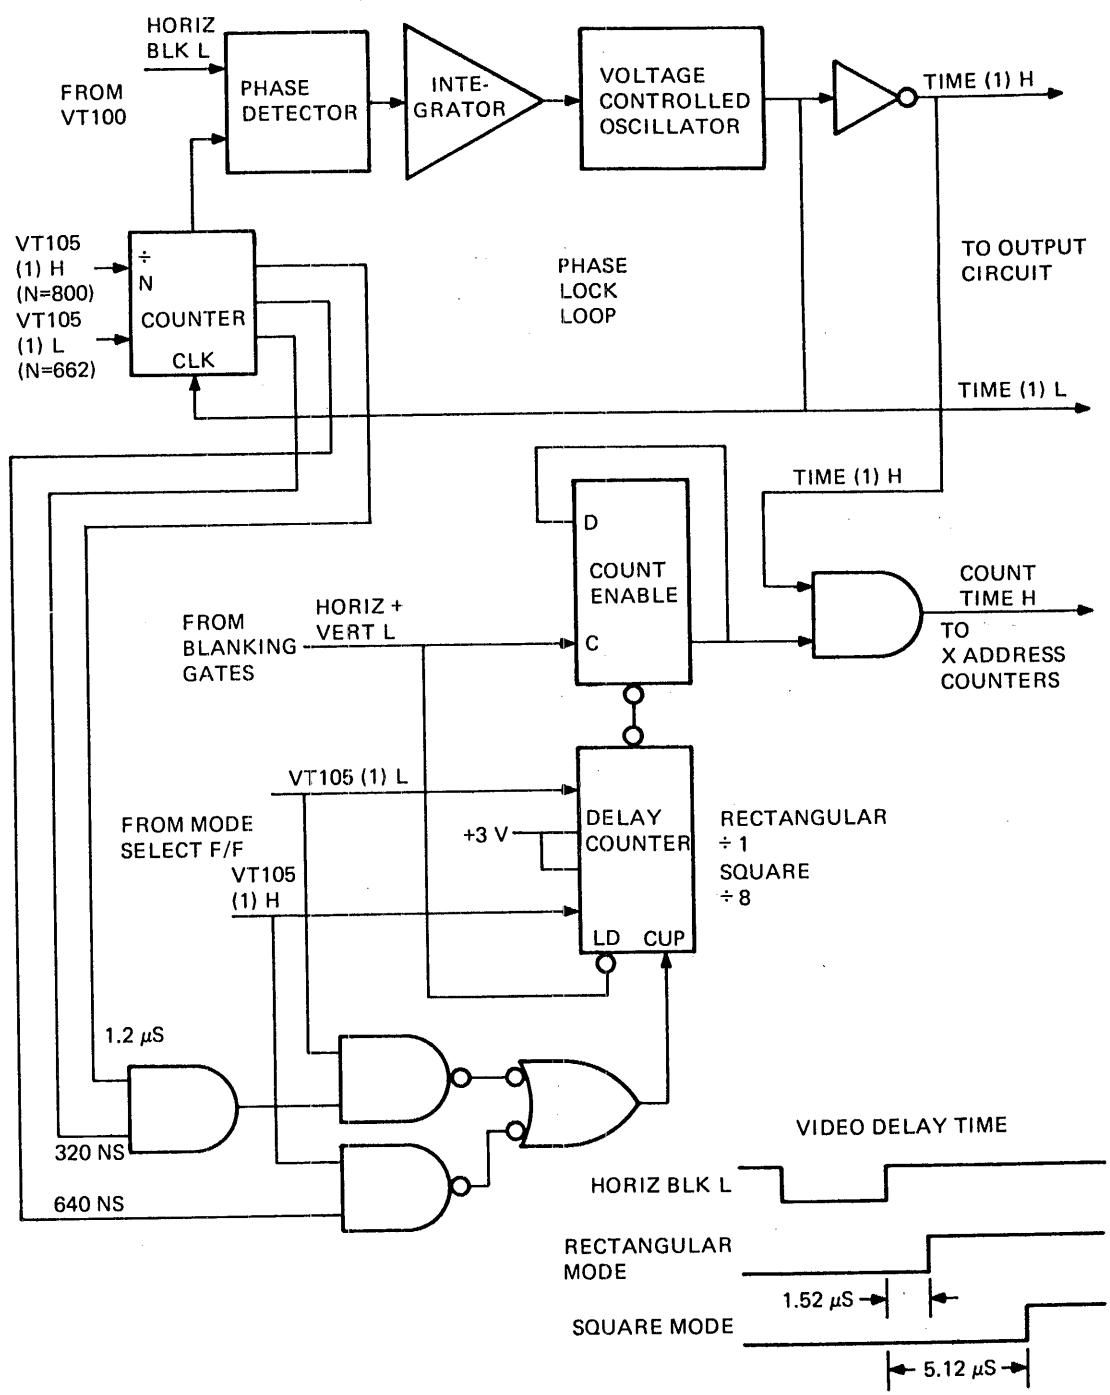 HORIZ
BLK L
FROM
VT100
PHASE
DETECTOR
INTE-
GRATOR
VOLTAGE
CONTROLLED
OSCILLATOR
TIME (1) H
VT105
(1) H
(N=800)
VT105
(1) L
(N=662)
÷
N
COUNTER
CLK
PHASE
LOCK
LOOP
TO OUTPUT
CIRCUIT
TIME (1) L
TIME (1) H
D
COUNT
ENABLE
C
FROM
BLANKING
GATES
HORIZ +
VERT L
COUNT
TIME H
TO
X ADDRESS
COUNTERS
VT105 (1) L
FROM MODE
SELECT F/F
VT105
(1) H
+3 V
DELAY
COUNTER
LD CUP
RECTANGULAR
÷ 1
SQUARE
÷ 8
1.2 µS
320 NS
640 NS
VIDEO DELAY TIME
HORIZ BLK L
RECTANGULAR
MODE
1.52 µS
SQUARE MODE
5.12 µS